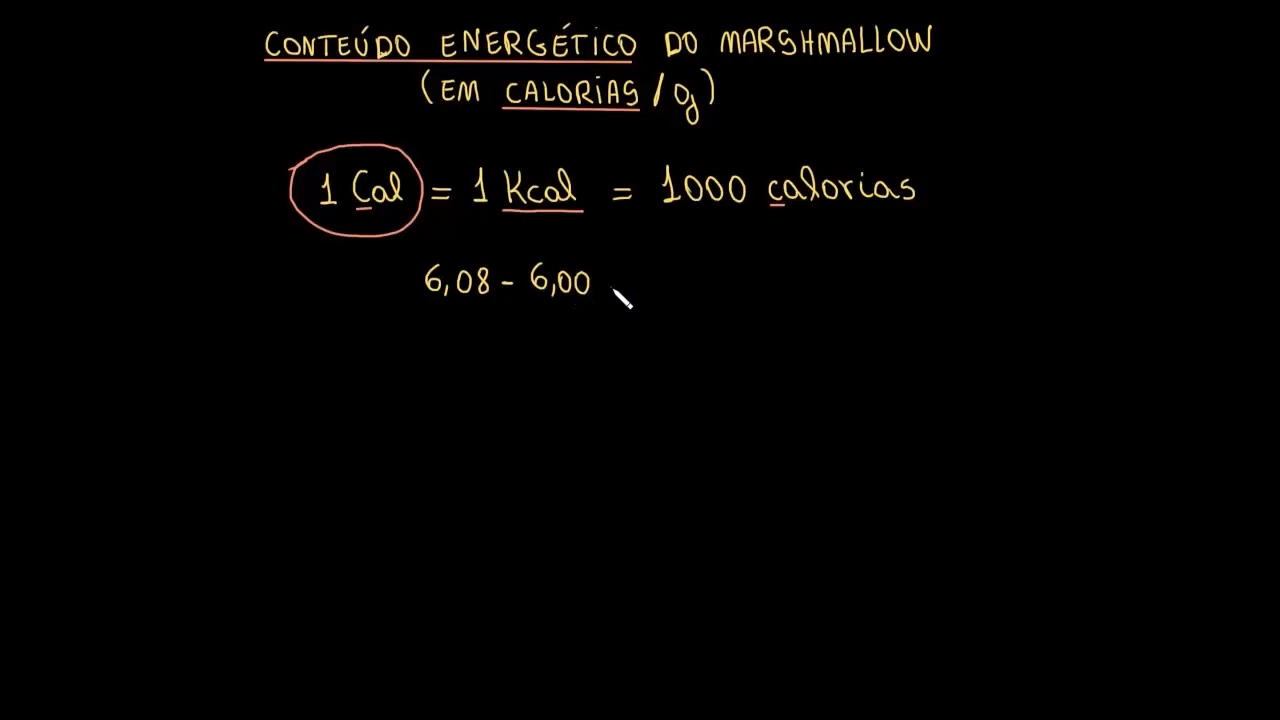 CONTEÚDO ENERGÉTICO DO MARSHMALLOW
(EM CALORIAS / g)
1 Cal = 1 Kcal = 1000 calorias
6,08 - 6,00